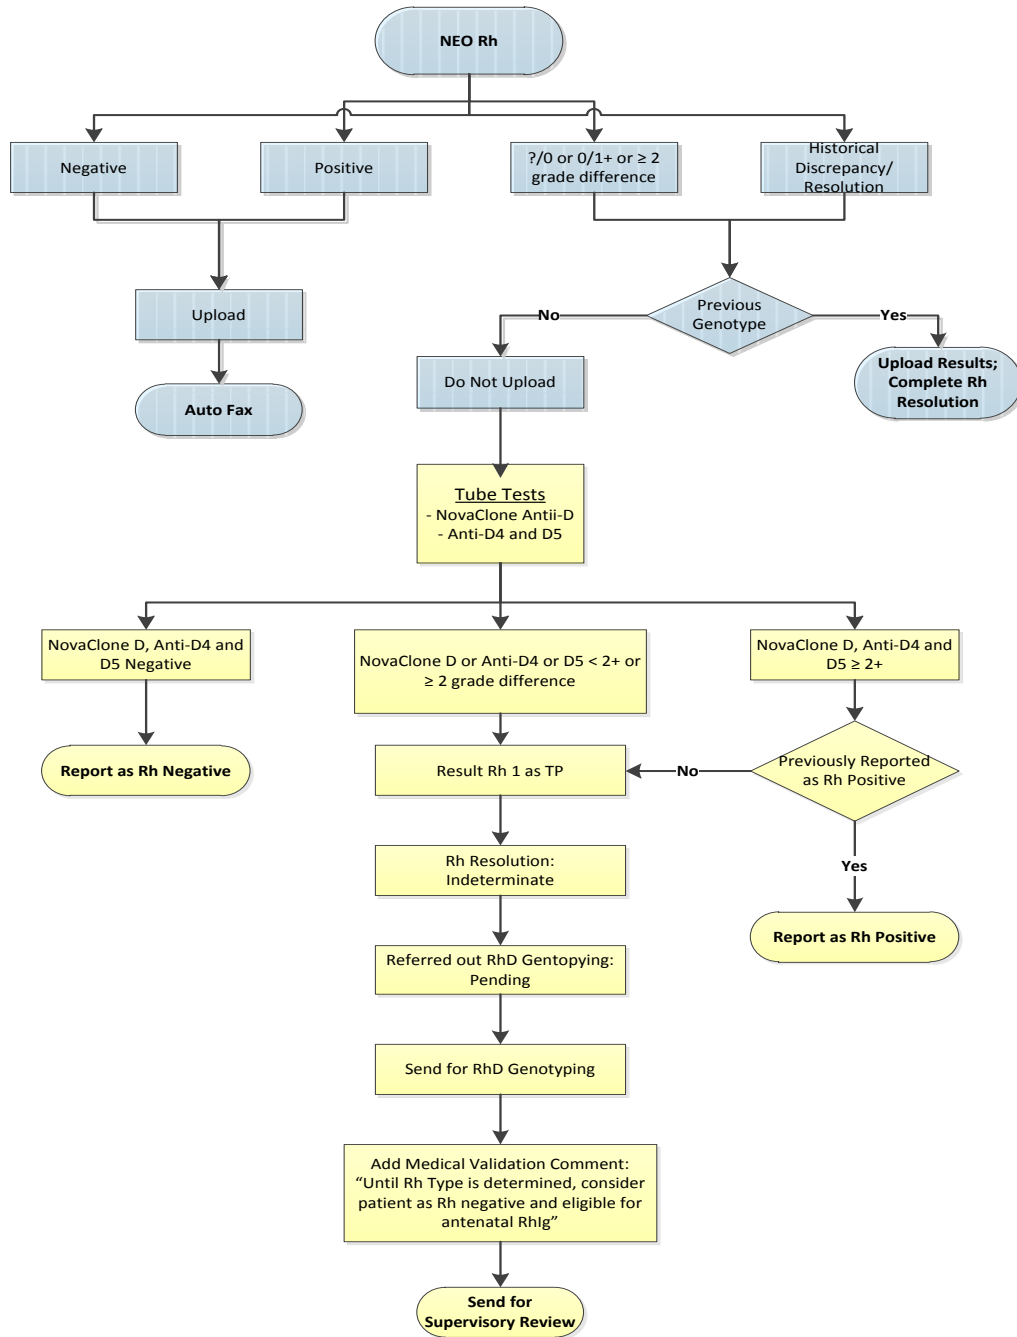 NEO Rh
Negative
Positive
?/0 or 0/1+ or ≥ 2
grade difference
Historical
Discrepancy/
Resolution
Upload
Auto Fax
Previous
Genotype
No
Yes
Do Not Upload
Upload Results;
Complete Rh
Resolution
Tube Tests
- NovaClone Antii-D
- Anti-D4 and D5
NovaClone D, Anti-D4 and
D5 Negative
NovaClone D or Anti-D4 or D5 < 2+ or
≥ 2 grade difference
NovaClone D, Anti-D4 and
D5 ≥ 2+
Report as Rh Negative
Result Rh 1 as TP
No
Previously Reported
as Rh Positive
Yes
Rh Resolution:
Indeterminate
Report as Rh Positive
Referred out RhD Gentopying:
Pending
Send for RhD Genotyping
Add Medical Validation Comment:
“Until Rh Type is determined, consider
patient as Rh negative and eligible for
antenatal RhIg”
Send for
Supervisory Review